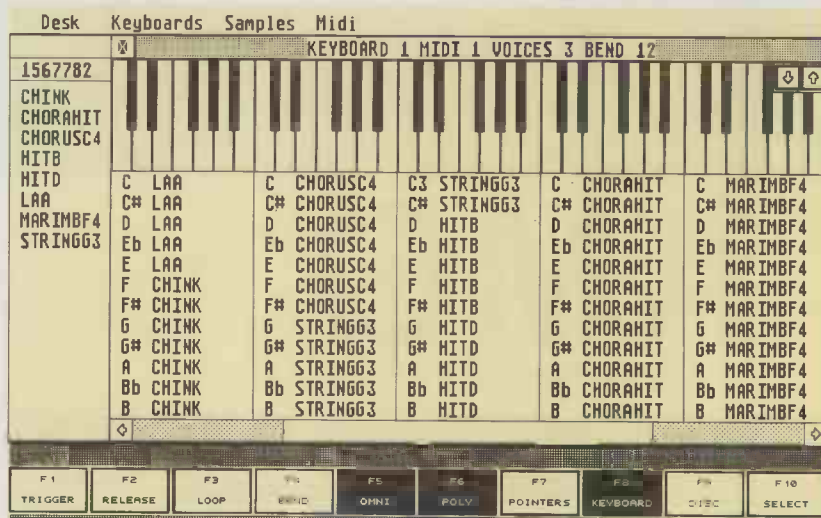 Desk Keyboards Samples Midi
KEYBOARD 1 MIDI 1 VOICES 3 BEND 12
1567782
CHINK
CHORAHIT
CHORUSC4
HITB
HITD
LAA
MARIMBF4
STRINGG3
C LAA C CHORUSC4 C3 STRINGG3 C CHORAHIT C MARIMBF4
C# LAA C# CHORUSC4 C# STRINGG3 C# CHORAHIT C# MARIMBF4
D LAA D CHORUSC4 D HITB D CHORAHIT D MARIMBF4
Eb LAA Eb CHORUSC4 Eb HITB Eb CHORAHIT Eb MARIMBF4
E LAA E CHORUSC4 E HITB E CHORAHIT E MARIMBF4
F CHINK F CHORUSC4 F HITB F CHORAHIT F MARIMBF4
F# CHINK F# CHORUSC4 F# HITB F# CHORAHIT F# MARIMBF4
G CHINK G STRINGG3 G HITD G CHORAHIT G MARIMBF4
G# CHINK G# STRINGG3 G# HITD G# CHORAHIT G# MARIMBF4
A CHINK A STRINGG3 A HITD A CHORAHIT A MARIMBF4
Bb CHINK Bb STRINGG3 Bb HITD Bb CHORAHIT Bb MARIMBF4
B CHINK B STRINGG3 B HITD B CHORAHIT B MARIMBF4
F1 F2 F3 F4 F5 F6 F7 F8 F9 F10
TRIGGER RELEASE LOOP BEND OMNI POLY POINTERS KEYBOARD DISC SELECT